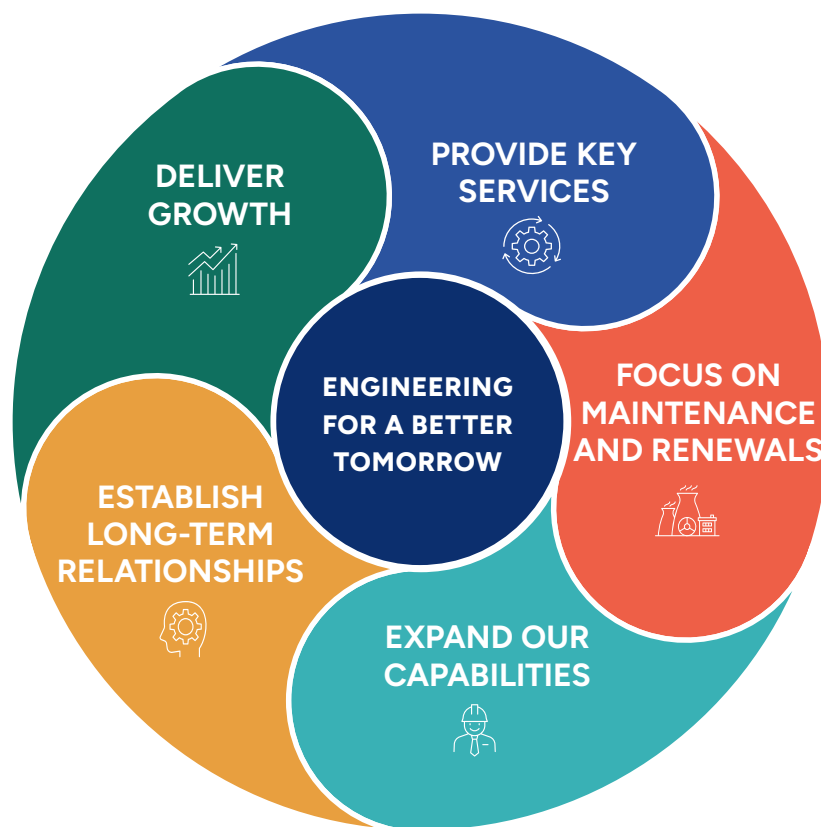 PROVIDE KEY
SERVICES
FOCUS ON
MAINTENANCE
AND RENEWALS
EXPAND OUR
CAPABILITIES
ESTABLISH
LONG-TERM
RELATIONSHIPS
DELIVER
GROWTH
ENGINEERING
FOR A BETTER
TOMORROW